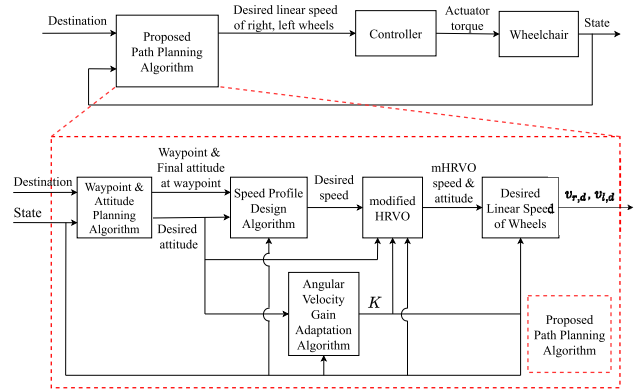 Destination
Proposed
Path Planning
Algorithm
Desired linear speed
of right, left wheels
Controller
Actuator
torque
Wheelchair
State
Destination
State
Waypoint &
Attitude
Planning
Algorithm
Waypoint &
Final attitude
at waypoint
Desired
attitude
Speed Profile
Design
Algorithm
Desired
speed
modified
HRVO
mHRVO
speed &
attitude
Desired
Linear Speed
of Wheels
v_{r,d}, v_{l,d}
Angular
Velocity
Gain
Adaptation
Algorithm
K
Proposed
Path Planning
Algorithm